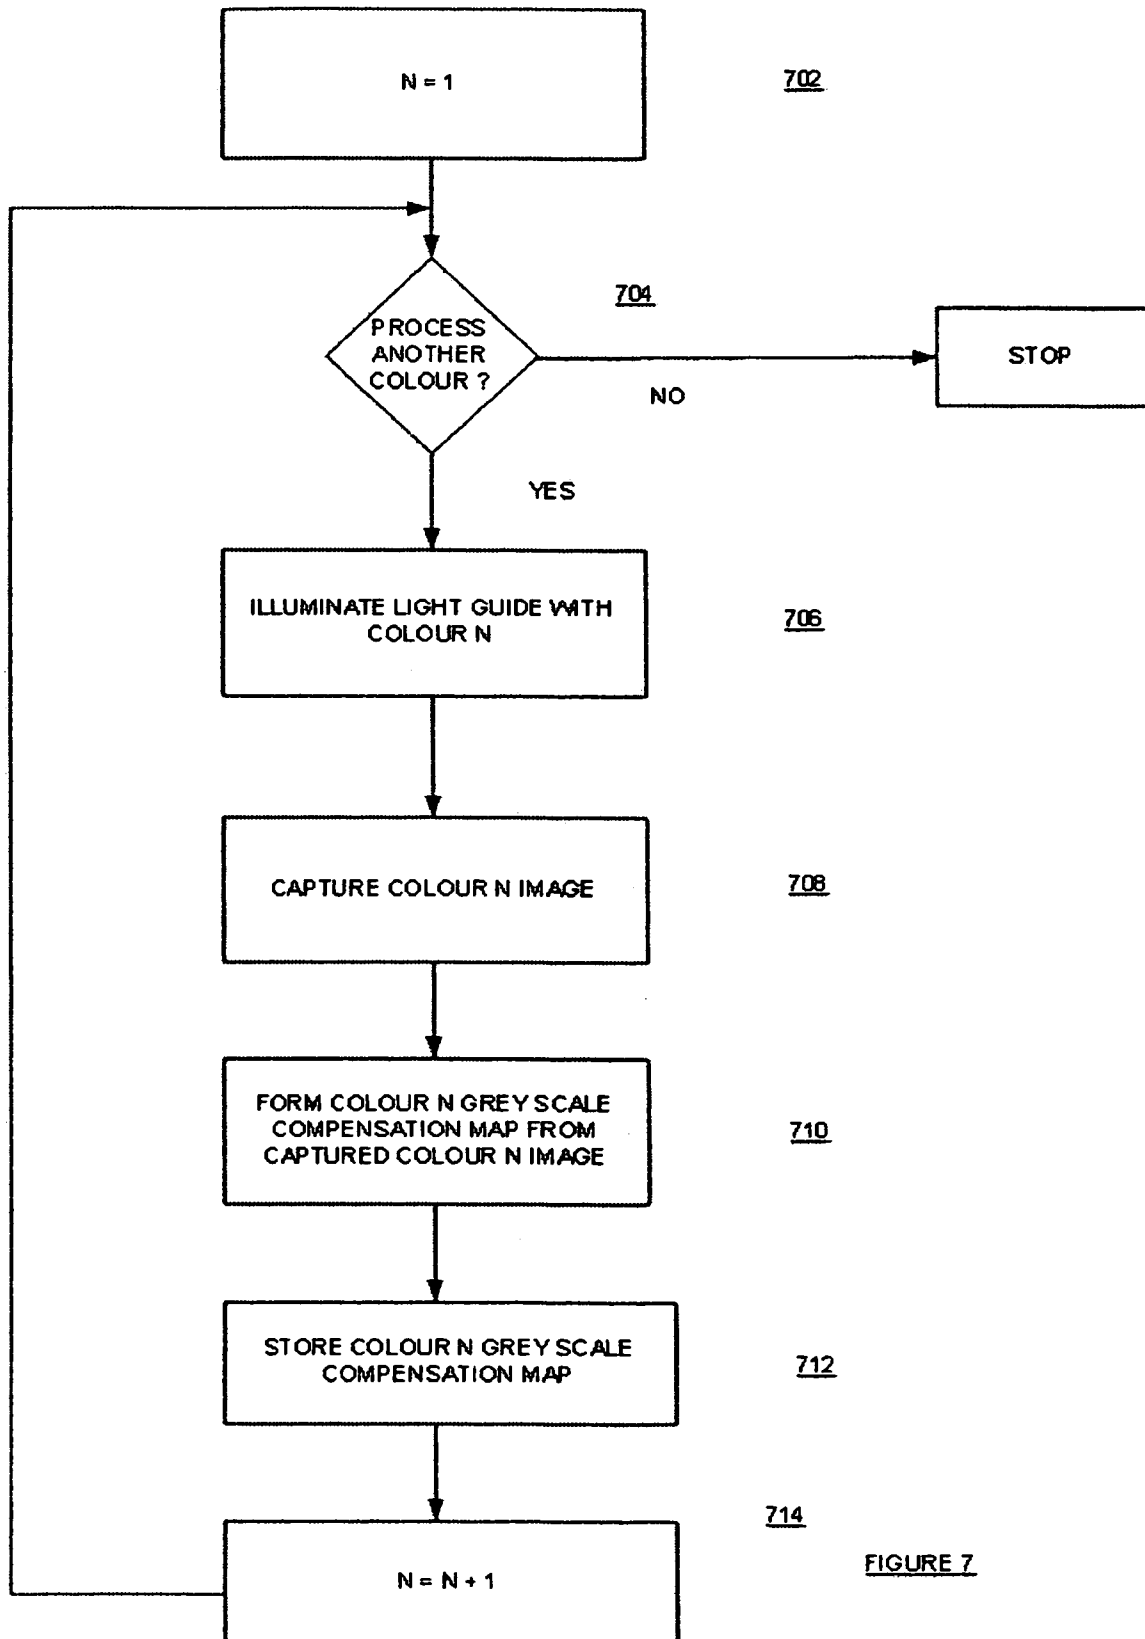 N = 1
702
PROCESS
ANOTHER
COLOUR ?
704
NO
STOP
YES
ILLUMINATE LIGHT GUIDE WITH
COLOUR N
706
CAPTURE COLOUR N IMAGE
708
FORM COLOUR N GREY SCALE
COMPENSATION MAP FROM
CAPTURED COLOUR N IMAGE
710
STORE COLOUR N GREY SCALE
COMPENSATION MAP
712
714
N = N + 1
FIGURE 7